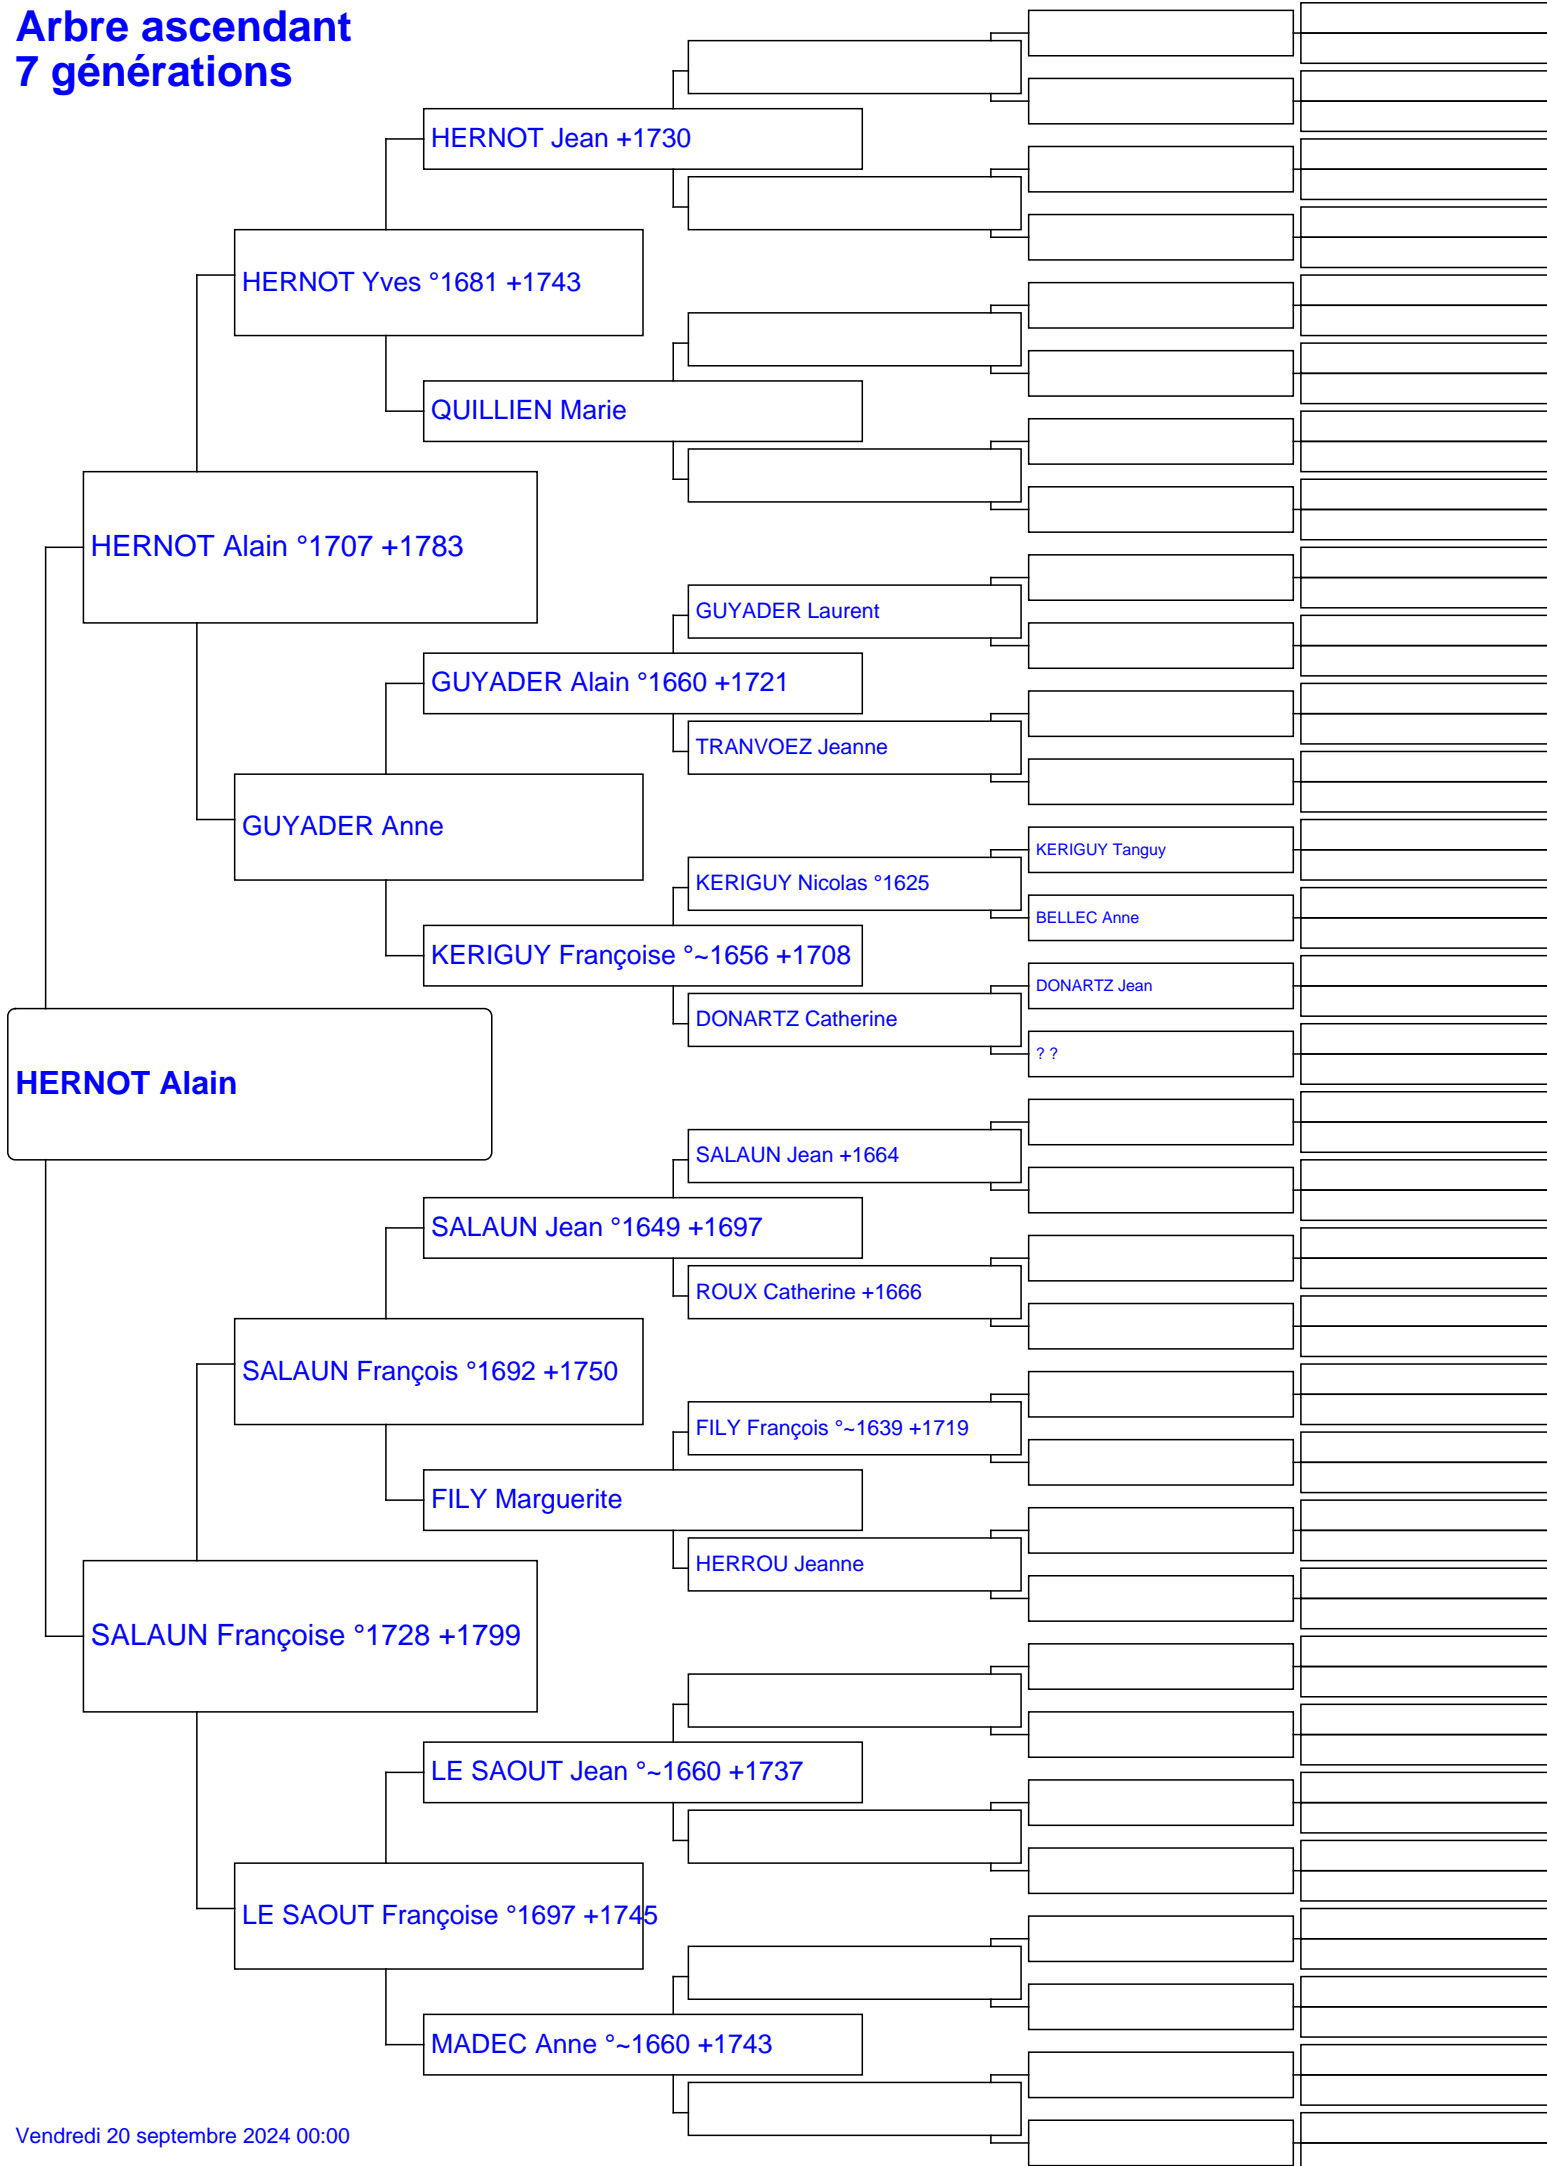 Arbre ascendant
7 générations
HERNOT Jean +1730
HERNOT Yves °1681 +1743
QUILLIEN Marie
HERNOT Alain °1707 +1783
GUYADER Laurent
GUYADER Alain °1660 +1721
TRANVOEZ Jeanne
GUYADER Anne
KERIGUY Tanguy
KERIGUY Nicolas °1625
BELLEC Anne
KERIGUY Françoise °~1656 +1708
DONARTZ Jean
DONARTZ Catherine
? ?
HERNOT Alain
SALAUN Jean +1664
SALAUN Jean °1649 +1697
ROUX Catherine +1666
SALAUN François °1692 +1750
FILY François °~1639 +1719
FILY Marguerite
HERROU Jeanne
SALAUN Françoise °1728 +1799
LE SAOUT Jean °~1660 +1737
LE SAOUT Françoise °1697 +1745
MADEC Anne °~1660 +1743
Vendredi 20 septembre 2024 00:00